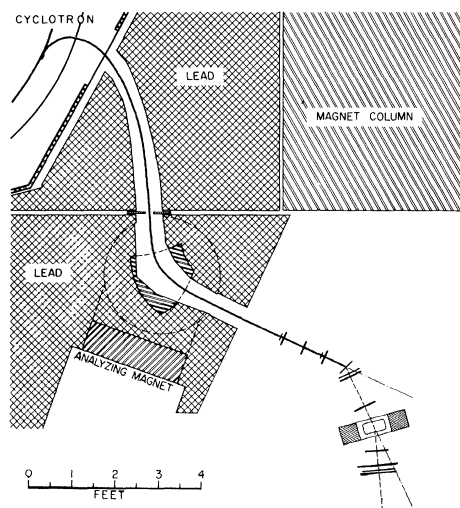 CYCLOTRON
LEAD
MAGNET COLUMN
LEAD
ANALYZING MAGNET
0 1 2 3 4
FEET